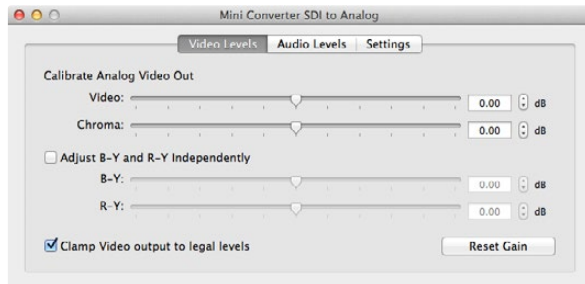 Mini Converter SDI to Analog
Video Levels Audio Levels Settings
Calibrate Analog Video Out
Video: 0.00 dB
Chroma: 0.00 dB
Adjust B-Y and R-Y Independently
B-Y: 0.00 dB
R-Y: 0.00 dB
Clamp Video output to legal levels Reset Gain